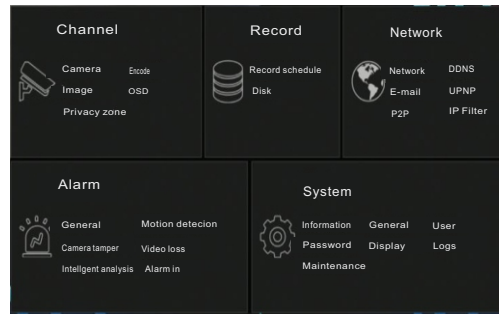 Channel
Camera Encode
Image OSD
Privacy zone
Record
Record schedule
Disk
Network
Network DDNS
E-mail UPNP
P2P IP Filter
Alarm
General Motion detecion
Camera tamper Video loss
Intellgent analysis Alarm in
System
Information General User
Password Display Logs
Maintenance